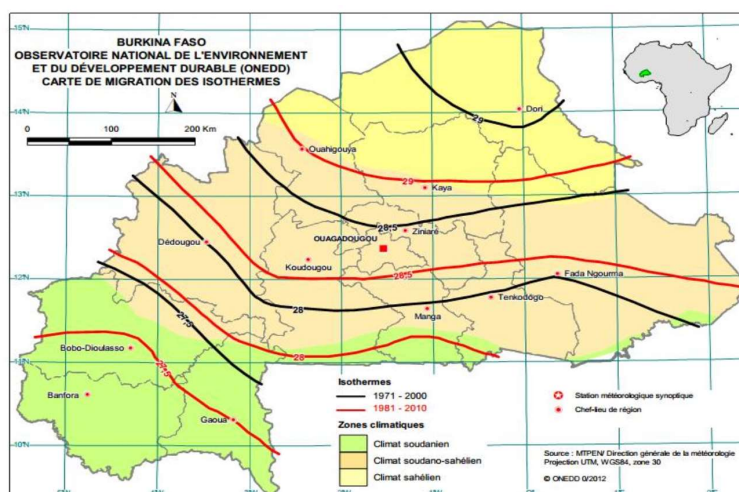 BURKINA FASO
OBSERVATOIRE NATIONAL DE L'ENVIRONNEMENT
ET DU DÉVELOPPEMENT DURABLE (ONEDD)
CARTE DE MIGRATION DES ISOTHERMES
N
0 100 200 Km
15°N
14°N
13°N
12°N
11°N
10°N
Dori
29
Ouahigouya
29
Kaya
28,5
Ziniaré
OUAGADOUGOU
Dédougou
Koudougou
28,5
Fada Ngourma
28
Tenkodogo
Manga
27,5
28
Bobo-Dioulasso
27,5
Banfora
Gaoua
Isothermes
1971 - 2000
1981 - 2010
Zones climatiques
Climat soudanien
Climat soudano-sahélien
Climat sahélien
Station météorologique synoptique
Chef-lieu de région
Source : MTPEN/ Direction générale de la météorologie
Projection UTM, WGS84, zone 30
© ONEDD 0/2012